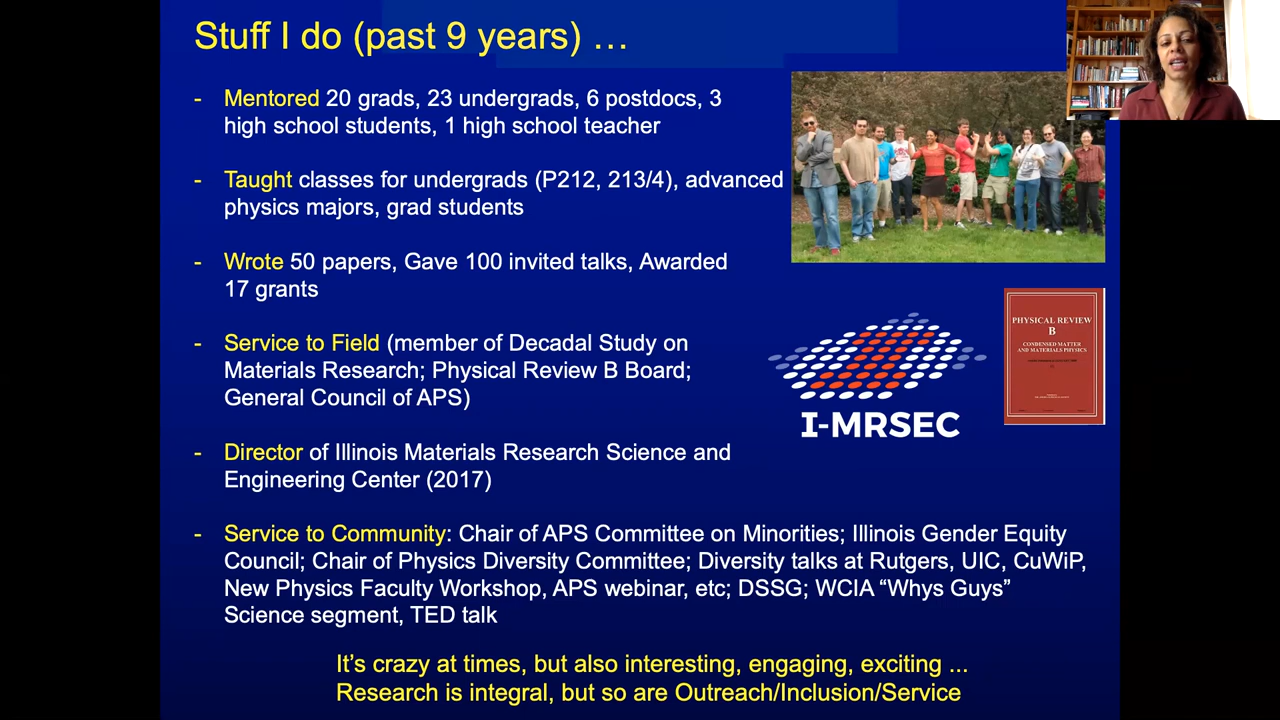 Stuff I do (past 9 years) …
- Mentored 20 grads, 23 undergrads, 6 postdocs, 3
high school students, 1 high school teacher
- Taught classes for undergrads (P212, 213/4), advanced
physics majors, grad students
- Wrote 50 papers, Gave 100 invited talks, Awarded
17 grants
- Service to Field (member of Decadal Study on
Materials Research; Physical Review B Board;
General Council of APS)
- Director of Illinois Materials Research Science and
Engineering Center (2017)
- Service to Community: Chair of APS Committee on Minorities; Illinois Gender Equity
Council; Chair of Physics Diversity Committee; Diversity talks at Rutgers, UIC, CuWiP,
New Physics Faculty Workshop, APS webinar, etc; DSSG; WCIA “Whys Guys”
Science segment, TED talk
It’s crazy at times, but also interesting, engaging, exciting ...
Research is integral, but so are Outreach/Inclusion/Service
I-MRSEC
PHYSICAL REVIEW
B
CONDENSED MATTER
AND MATERIALS PHYSICS